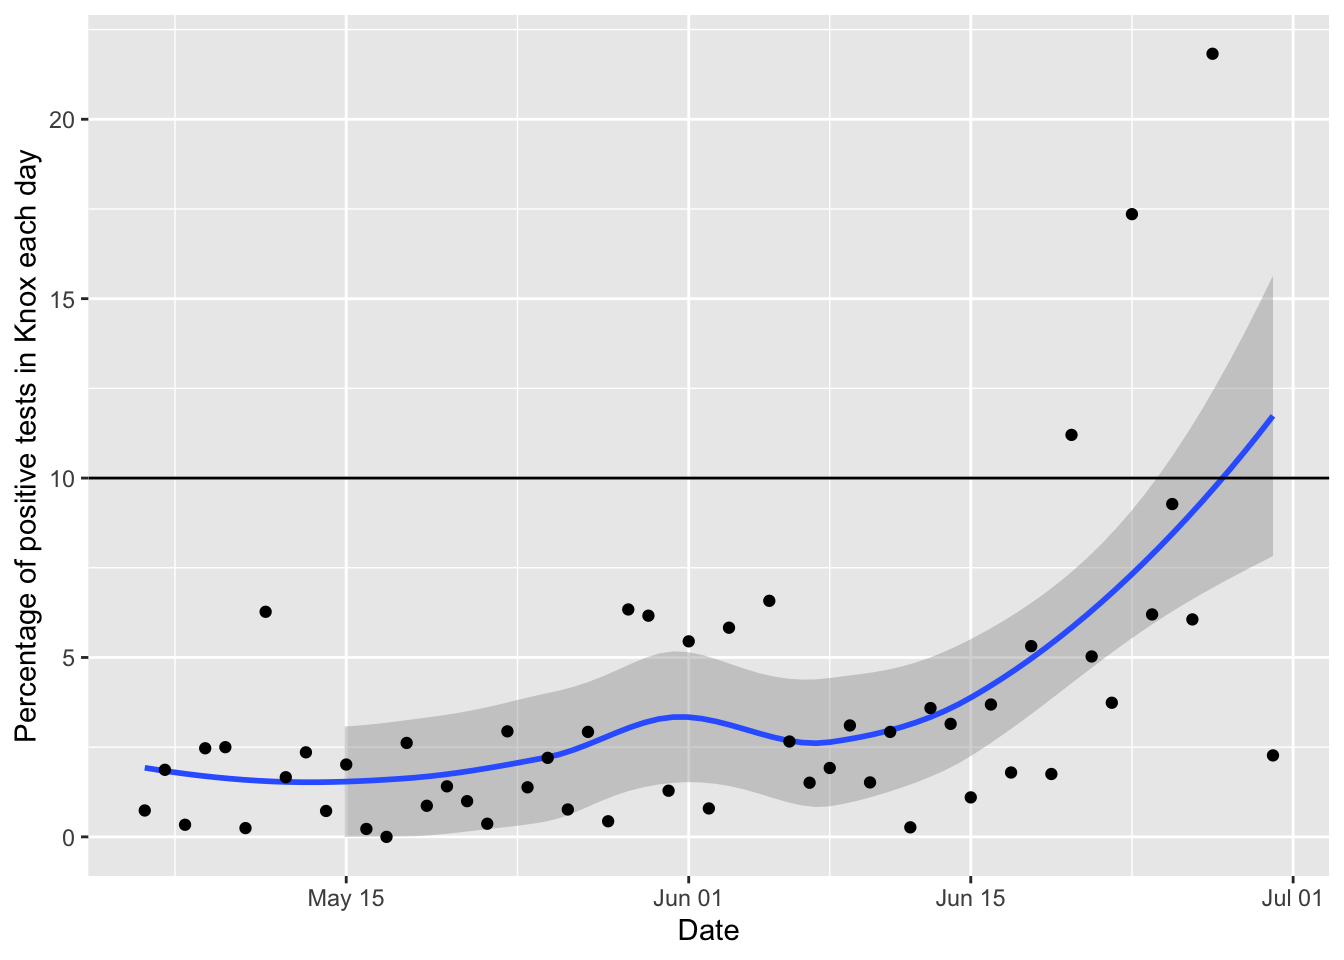 Percentage of positive tests in Knox each day
20
15
10
5
0
May 15
Jun 01
Jun 15
Jul 01
Date